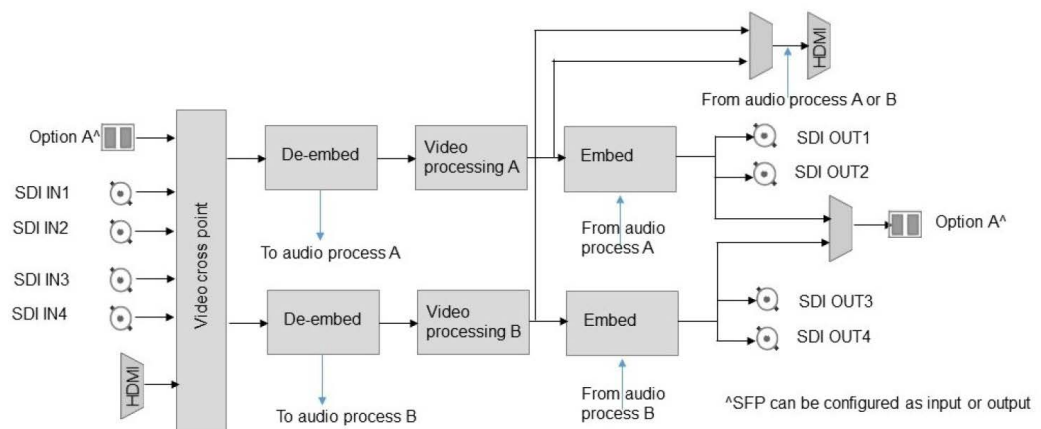 HDMI
From audio process A or B
Option A^
SDI IN1
SDI IN2
SDI IN3
SDI IN4
HDMI
Video cross point
De-embed
Video
processing A
Embed
SDI OUT1
SDI OUT2
To audio process A
From audio
process A
Option A^
De-embed
Video
processing B
Embed
SDI OUT3
SDI OUT4
To audio process B
From audio
process B
^SFP can be configured as input or output